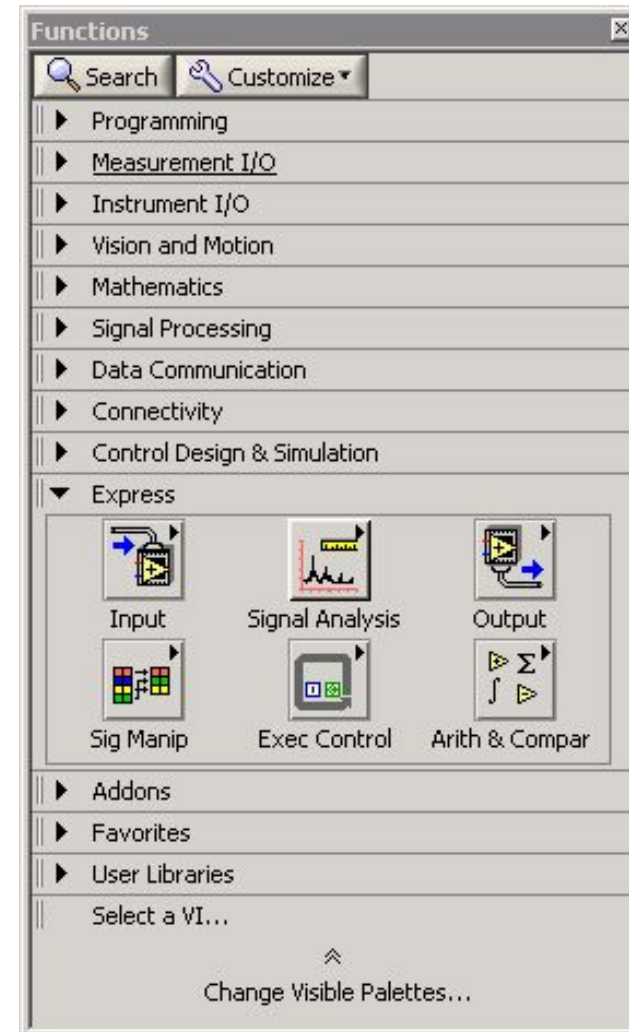 Functions
Search Customize
Programming
Measurement I/O
Instrument I/O
Vision and Motion
Mathematics
Signal Processing
Data Communication
Connectivity
Control Design & Simulation
Express
Input Signal Analysis Output
Sig Manip Exec Control Arith & Compar
Addons
Favorites
User Libraries
Select a VI...
Change Visible Palettes...